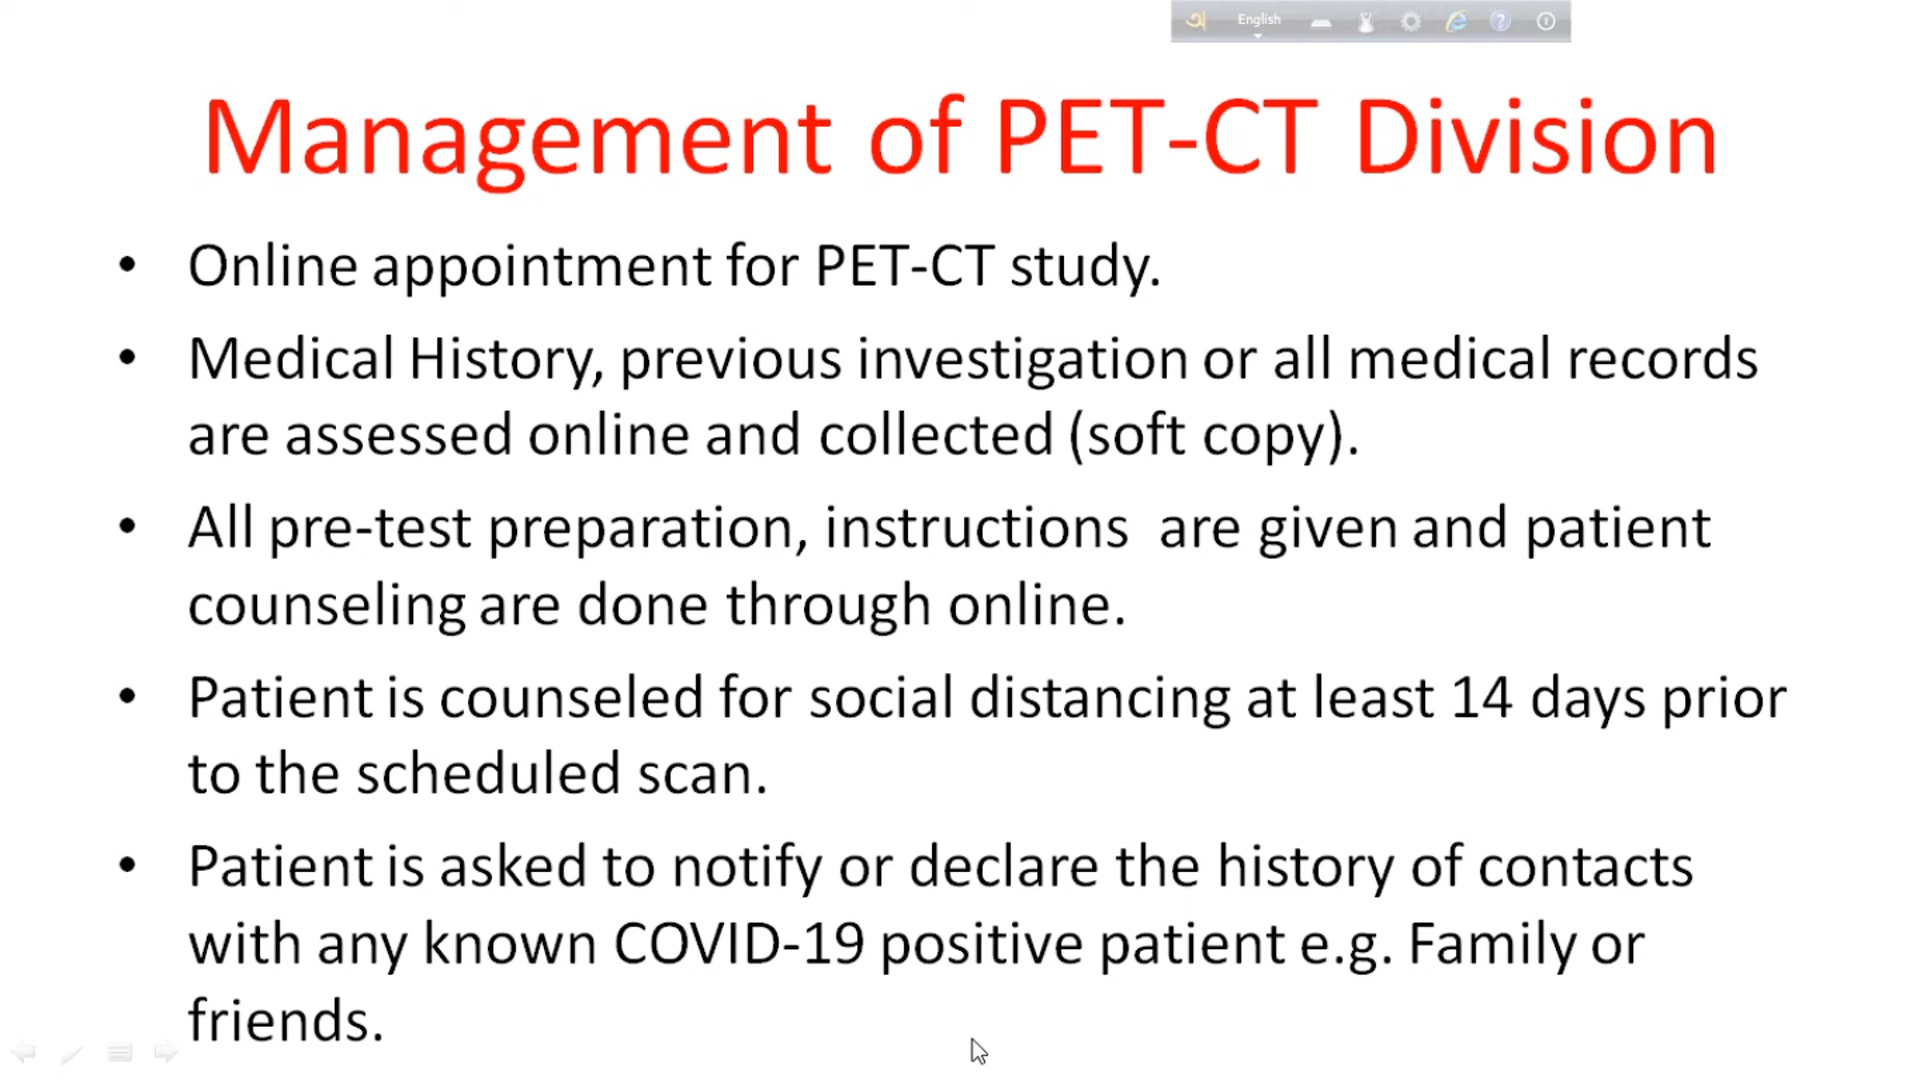 English
Management of PET-CT Division
• Online appointment for PET-CT study.
• Medical History, previous investigation or all medical records
are assessed online and collected (soft copy).
• All pre-test preparation, instructions  are given and patient
counseling are done through online.
• Patient is counseled for social distancing at least 14 days prior
to the scheduled scan.
• Patient is asked to notify or declare the history of contacts
with any known COVID-19 positive patient e.g. Family or
friends.